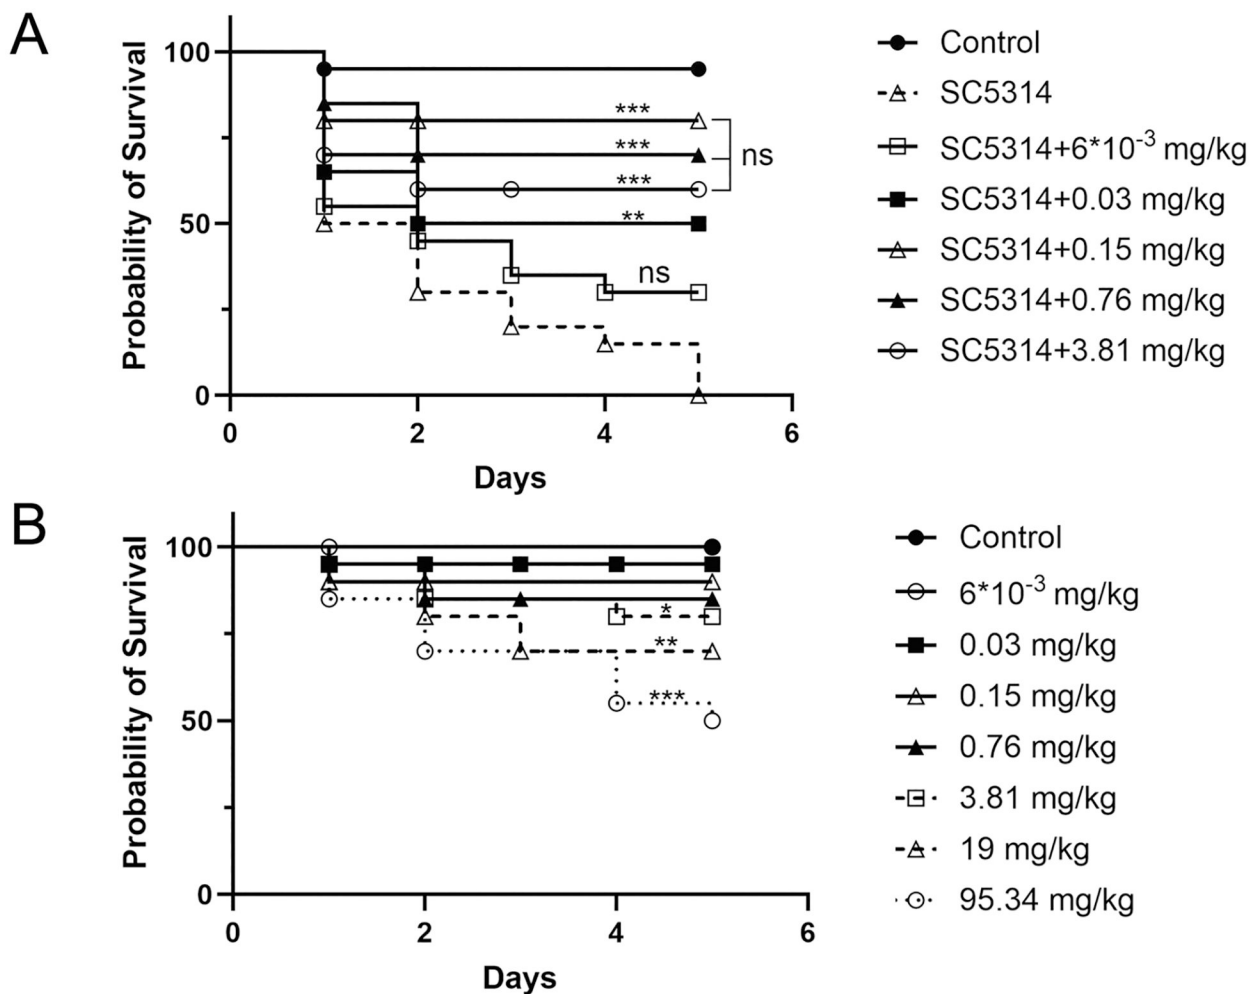 A
Probability of Survival
100
50
0
0 2 4 6
Days
***
***
***
**
ns
ns
Control
SC5314
SC5314+6*10-3 mg/kg
SC5314+0.03 mg/kg
SC5314+0.15 mg/kg
SC5314+0.76 mg/kg
SC5314+3.81 mg/kg
B
Probability of Survival
100
50
0
0 2 4 6
Days
*
**
***
Control
6*10-3 mg/kg
0.03 mg/kg
0.15 mg/kg
0.76 mg/kg
3.81 mg/kg
19 mg/kg
95.34 mg/kg